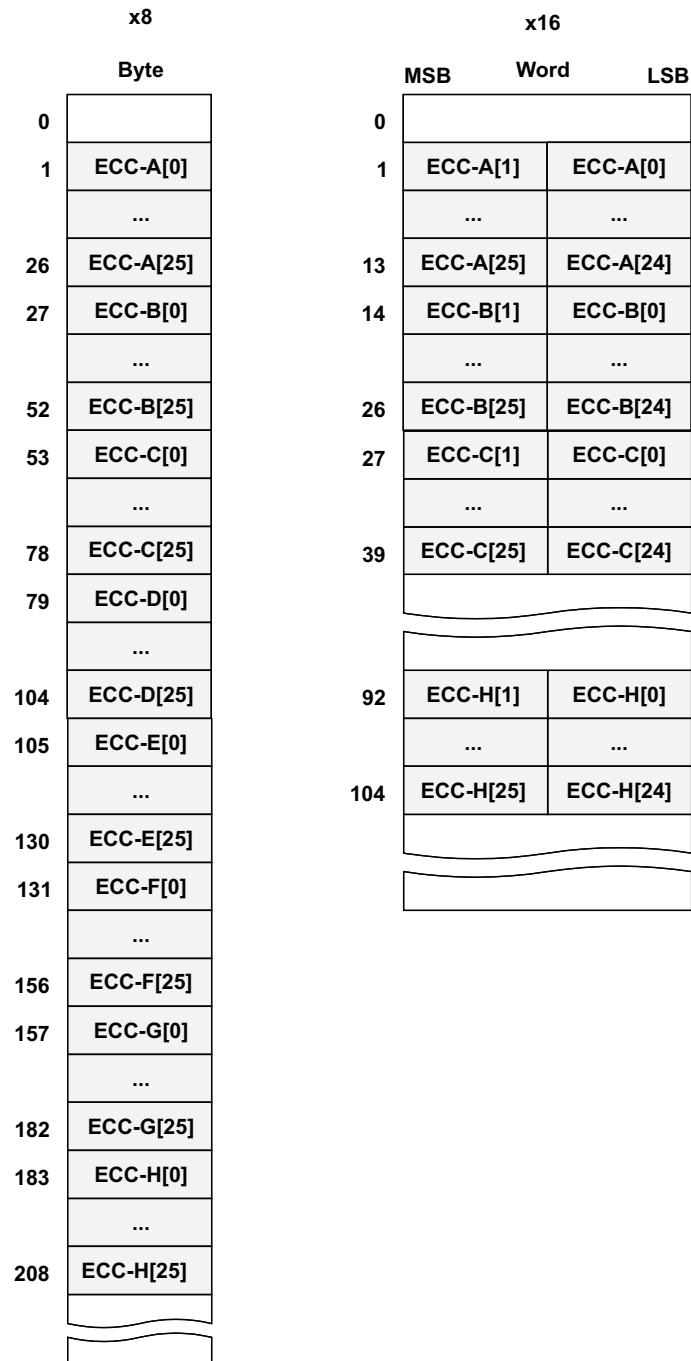 x8
Byte
0
1 ECC-A[0]
...
26 ECC-A[25]
27 ECC-B[0]
...
52 ECC-B[25]
53 ECC-C[0]
...
78 ECC-C[25]
79 ECC-D[0]
...
104 ECC-D[25]
105 ECC-E[0]
...
130 ECC-E[25]
131 ECC-F[0]
...
156 ECC-F[25]
157 ECC-G[0]
...
182 ECC-G[25]
183 ECC-H[0]
...
208 ECC-H[25]
x16
MSB Word LSB
0
1 ECC-A[1] ECC-A[0]
... ...
13 ECC-A[25] ECC-A[24]
14 ECC-B[1] ECC-B[0]
... ...
26 ECC-B[25] ECC-B[24]
27 ECC-C[1] ECC-C[0]
... ...
39 ECC-C[25] ECC-C[24]
92 ECC-H[1] ECC-H[0]
... ...
104 ECC-H[25] ECC-H[24]